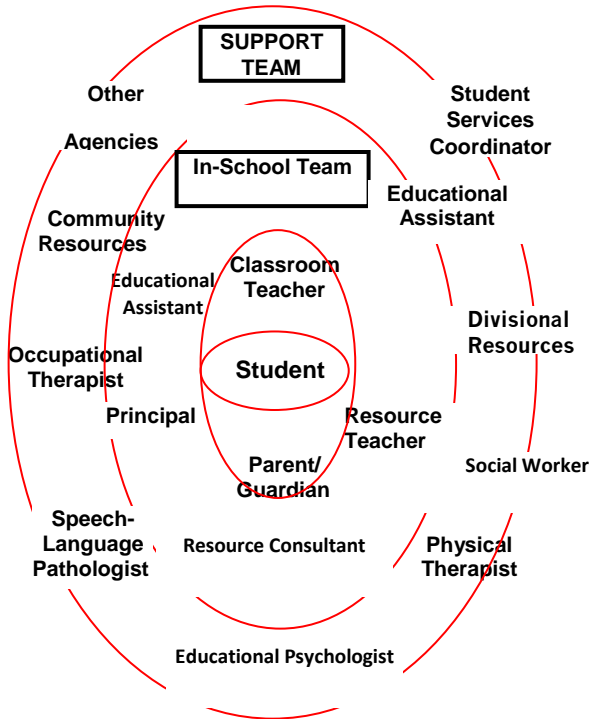 SUPPORT
TEAM
Other
Agencies
Student
Services
Coordinator
In-School Team
Educational
Assistant
Community
Resources
Educational
Assistant
Classroom
Teacher
Divisional
Resources
Occupational
Therapist
Student
Principal
Resource
Teacher
Parent/
Guardian
Social Worker
Speech-
Language
Pathologist
Resource Consultant
Physical
Therapist
Educational Psychologist